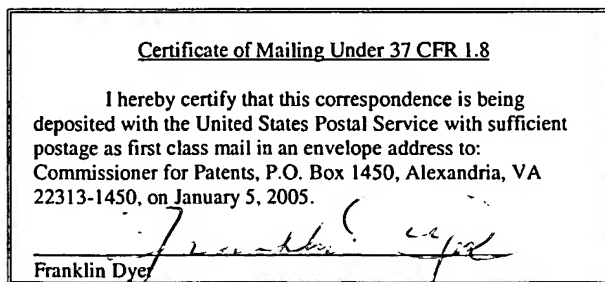 Certificate of Mailing Under 37 CFR 1.8
I hereby certify that this correspondence is being
deposited with the United States Postal Service with sufficient
postage as first class mail in an envelope address to:
Commissioner for Patents, P.O. Box 1450, Alexandria, VA
22313-1450, on January 5, 2005.
Franklin Dyer